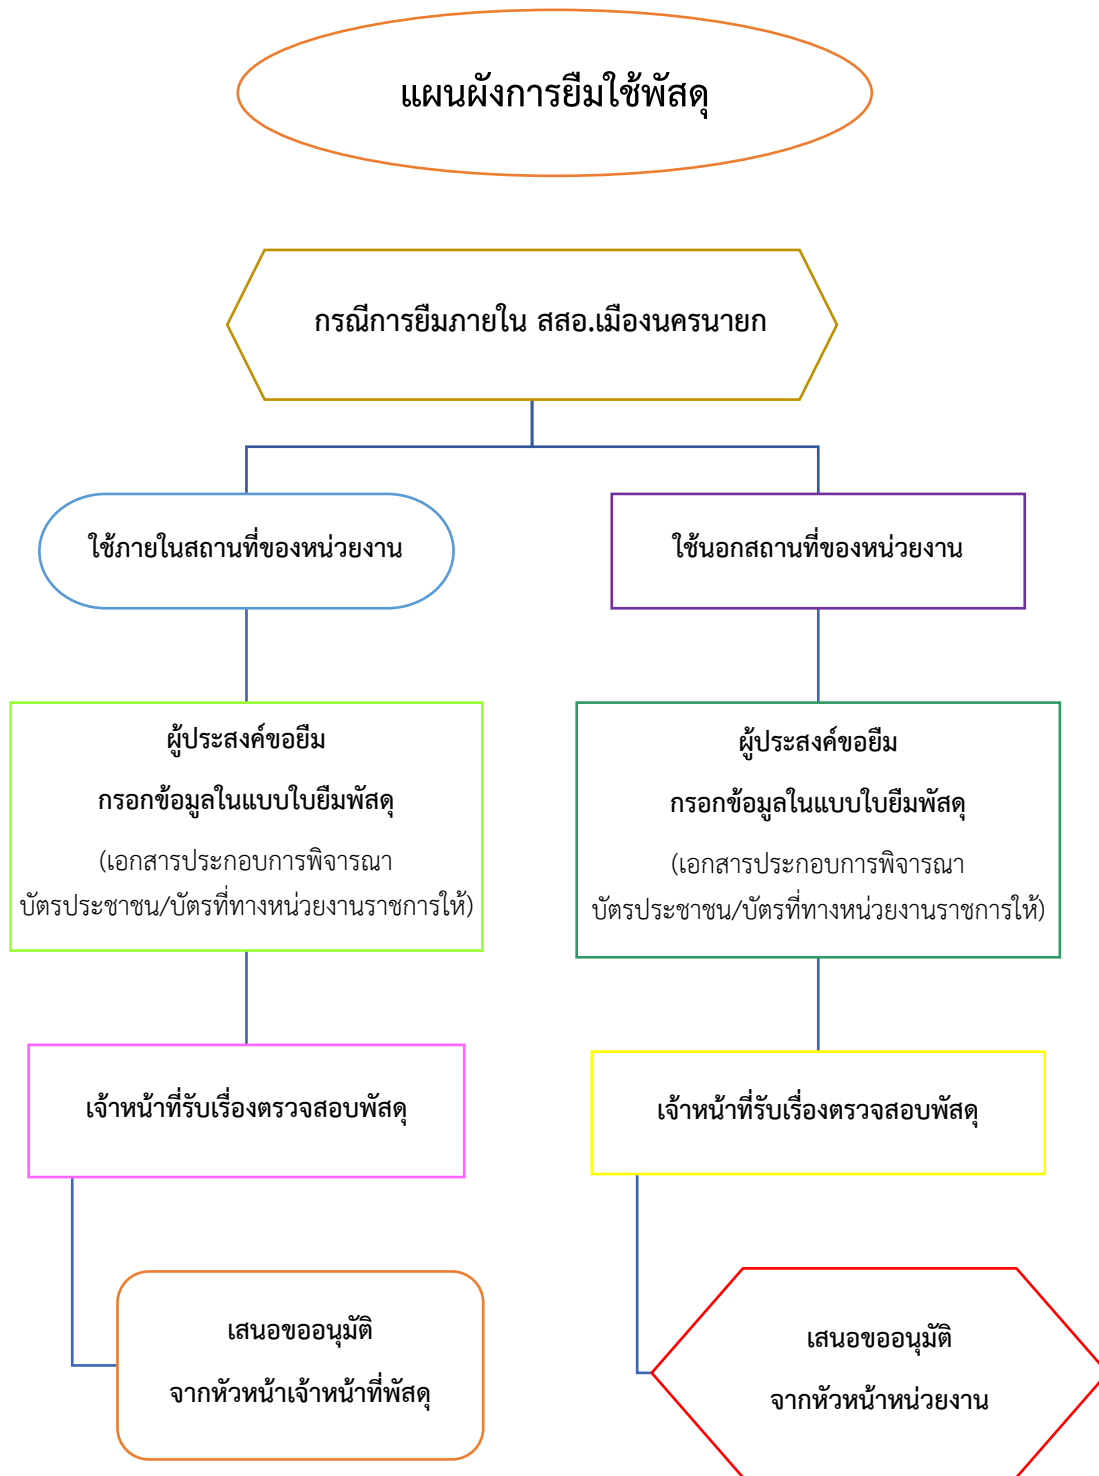 แผนผังการยืมใช้พัสดุ
กรณีการยืมภายใน สสอ.เมืองนครนายก
ใช้ภายในสถานที่ของหน่วยงาน
ใช้นอกสถานที่ของหน่วยงาน
ผู้ประสงค์ขอยืม
กรอกข้อมูลในแบบใบยืมพัสดุ
(เอกสารประกอบการพิจารณา
บัตรประชาชน/บัตรที่ทางหน่วยงานราชการให้)
ผู้ประสงค์ขอยืม
กรอกข้อมูลในแบบใบยืมพัสดุ
(เอกสารประกอบการพิจารณา
บัตรประชาชน/บัตรที่ทางหน่วยงานราชการให้)
เจ้าหน้าที่รับเรื่องตรวจสอบพัสดุ
เจ้าหน้าที่รับเรื่องตรวจสอบพัสดุ
เสนอขออนุมัติ
จากหัวหน้าเจ้าหน้าที่พัสดุ
เสนอขออนุมัติ
จากหัวหน้าหน่วยงาน